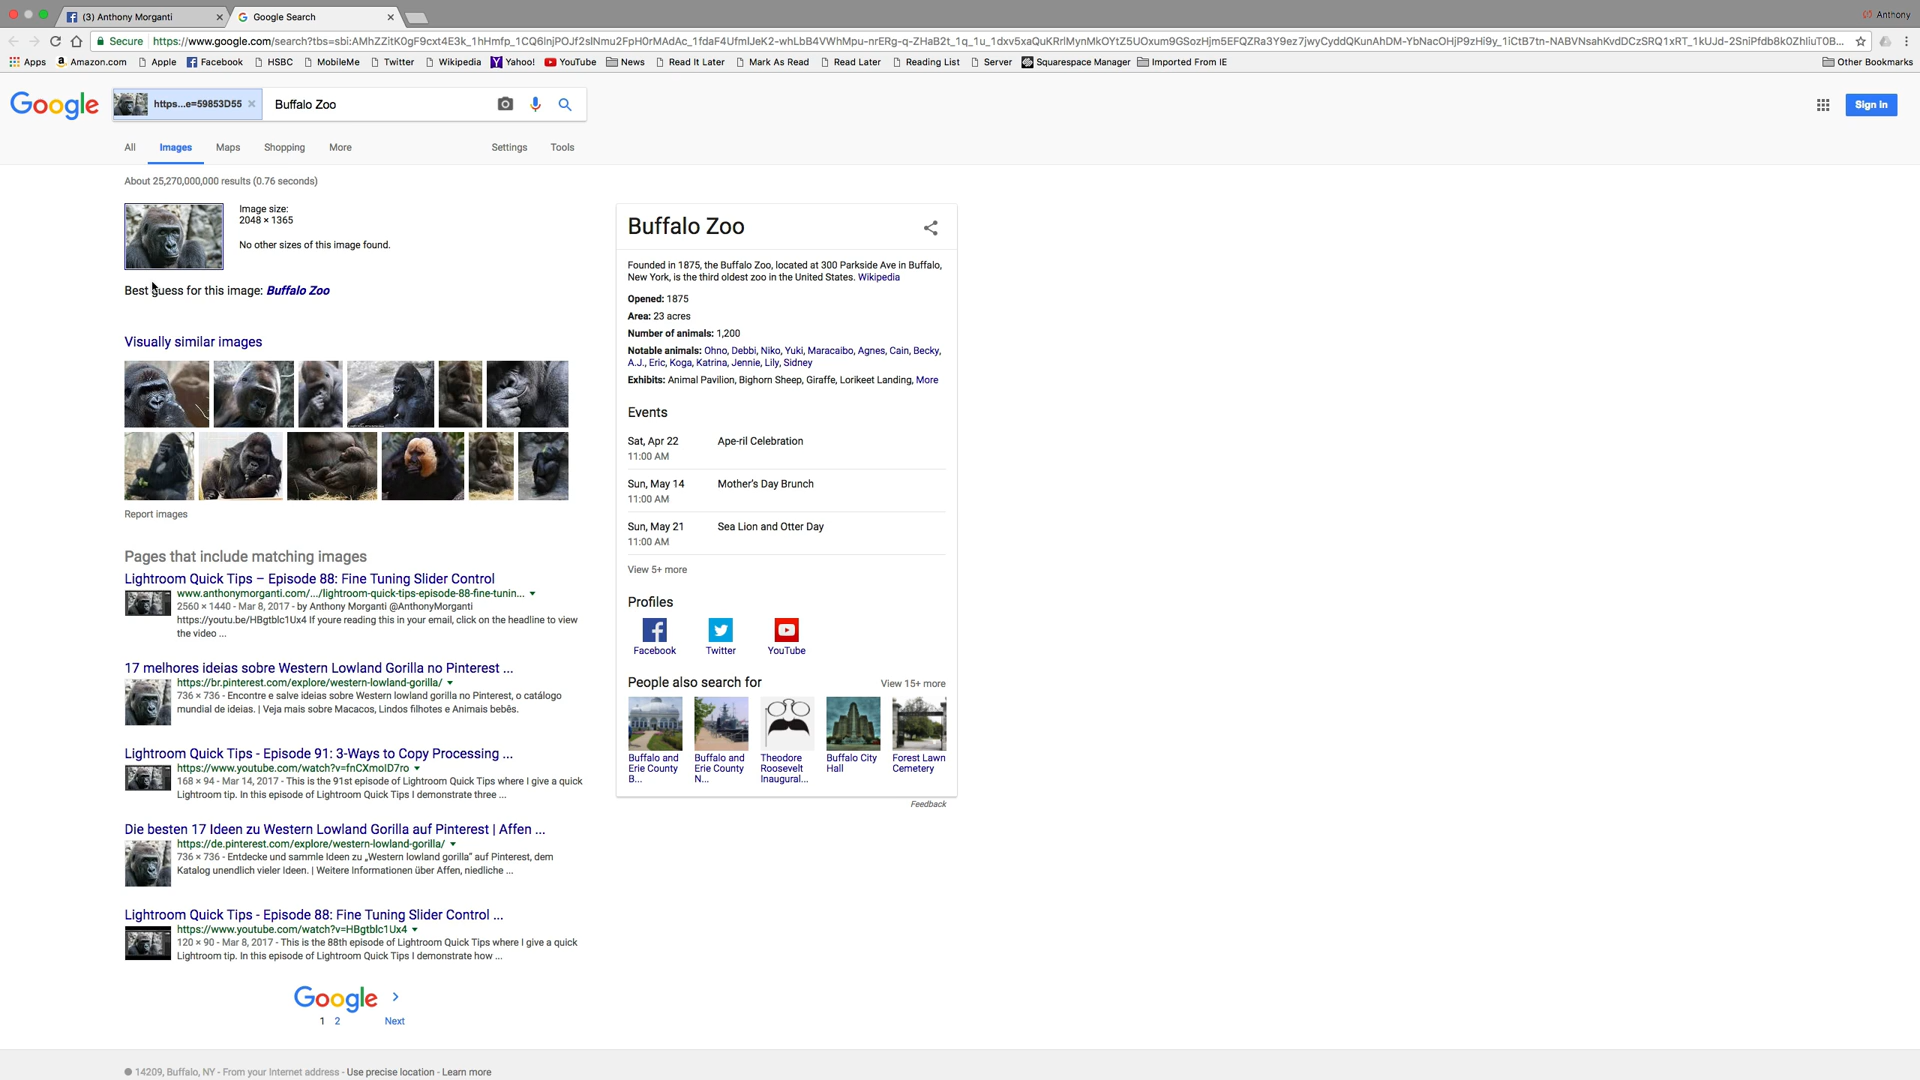 (3) Anthony Morganti
Google Search
Anthony
Secure
Apps
Amazon.com
Apple
Facebook
HSBC
MobileMe
Twitter
Wikipedia
Yahoo!
YouTube
News
Read It Later
Mark As Read
Read Later
Reading List
Server
Squarespace Manager
Imported From IE
Other Bookmarks
Google
https...e=59853D55
Buffalo Zoo
Sign in
All
Images
Maps
Shopping
More
Settings
Tools
About 25,270,000,000 results (0.76 seconds)
Image size:
2048 × 1365
No other sizes of this image found.
Best guess for this image: Buffalo Zoo
Visually similar images
Report images
Pages that include matching images
Lightroom Quick Tips – Episode 88: Fine Tuning Slider Control
www.anthonymorganti.com/.../lightroom-quick-tips-episode-88-fine-tunin...
2560 × 1440 - Mar 8, 2017 - by Anthony Morganti @AnthonyMorganti
https://youtu.be/HBgtblc1Ux4 If youre reading this in your email, click on the headline to view
the video ...
17 melhores ideias sobre Western Lowland Gorilla no Pinterest ...
https://br.pinterest.com/explore/western-lowland-gorilla/
736 × 736 - Encontre e salve ideias sobre Western lowland gorilla no Pinterest, o catálogo
mundial de ideias. | Veja mais sobre Macacos, Lindos filhotes e Animais bebês.
Lightroom Quick Tips - Episode 91: 3-Ways to Copy Processing ...
https://www.youtube.com/watch?v=fnCXmoID7ro
168 × 94 - Mar 14, 2017 - This is the 91st episode of Lightroom Quick Tips where I give a quick
Lightroom tip. In this episode of Lightroom Quick Tips I demonstrate three ...
Die besten 17 Ideen zu Western Lowland Gorilla auf Pinterest | Affen ...
https://de.pinterest.com/explore/western-lowland-gorilla/
736 × 736 - Entdecke und sammle Ideen zu „Western lowland gorilla" auf Pinterest, dem
Katalog unendlich vieler Ideen. | Weitere Informationen über Affen, niedliche ...
Lightroom Quick Tips - Episode 88: Fine Tuning Slider Control ...
https://www.youtube.com/watch?v=HBgtblc1Ux4
120 × 90 - Mar 8, 2017 - This is the 88th episode of Lightroom Quick Tips where I give a quick
Lightroom tip. In this episode of Lightroom Quick Tips I demonstrate how ...
Google
1 2 Next
Buffalo Zoo
Founded in 1875, the Buffalo Zoo, located at 300 Parkside Ave in Buffalo,
New York, is the third oldest zoo in the United States. Wikipedia
Opened: 1875
Area: 23 acres
Number of animals: 1,200
Notable animals: Ohno, Debbi, Niko, Yuki, Maracaibo, Agnes, Cain, Becky,
A.J., Eric, Koga, Katrina, Jennie, Lily, Sidney
Exhibits: Animal Pavilion, Bighorn Sheep, Giraffe, Lorikeet Landing, More
Events
Sat, Apr 22 Ape-ril Celebration
11:00 AM
Sun, May 14 Mother's Day Brunch
11:00 AM
Sun, May 21 Sea Lion and Otter Day
11:00 AM
View 5+ more
Profiles
Facebook
Twitter
YouTube
People also search for
View 15+ more
Buffalo and
Erie County
B...
Buffalo and
Erie County
N...
Theodore
Roosevelt
Inaugural...
Buffalo City
Hall
Forest Lawn
Cemetery
Feedback
14209, Buffalo, NY - From your Internet address - Use precise location - Learn more